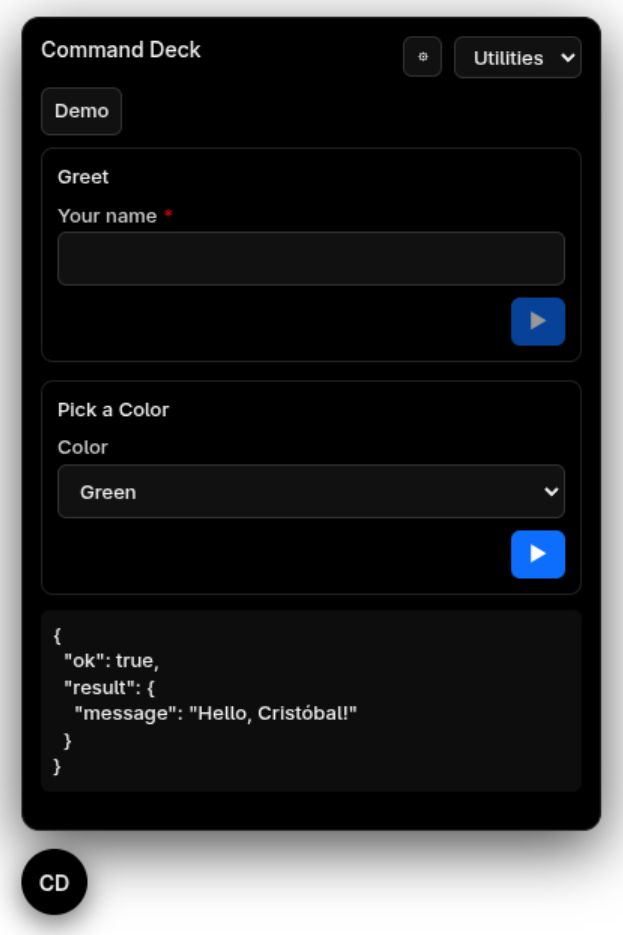 Command Deck
Utilities
Demo
Greet
Your name *
Pick a Color
Color
Green
{
"ok": true,
"result": {
"message": "Hello, Cristóbal!"
}
}
CD